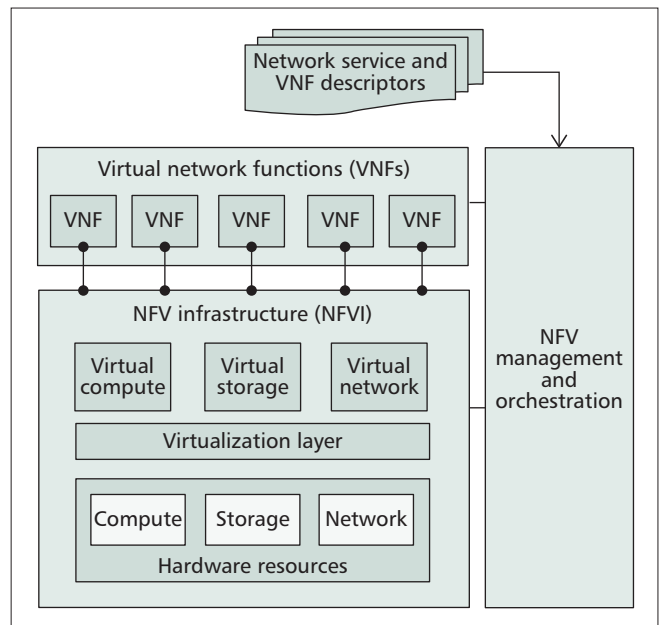 Network service and
VNF descriptors
Virtual network functions (VNFs)
VNF VNF VNF VNF VNF
NFV infrastructure (NFVI)
Virtual compute
Virtual storage
Virtual network
Virtualization layer
Compute Storage Network
Hardware resources
NFV
management
and
orchestration